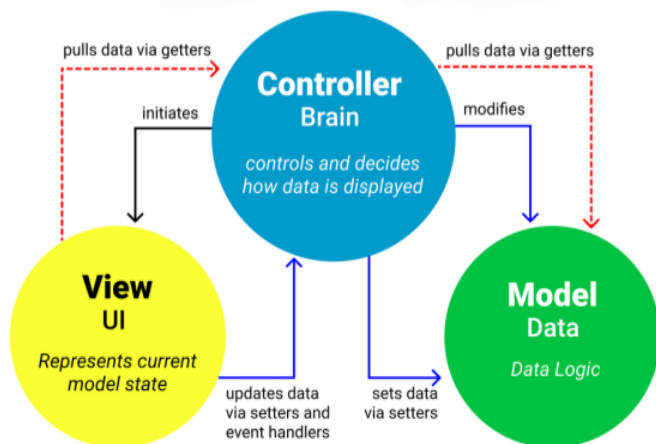 pulls data via getters
pulls data via getters
Controller
Brain
initiates
modifies
controls and decides
how data is displayed
View
UI
Represents current
model state
Model
Data
Data Logic
updates data
via setters and
event handlers
sets data
via setters